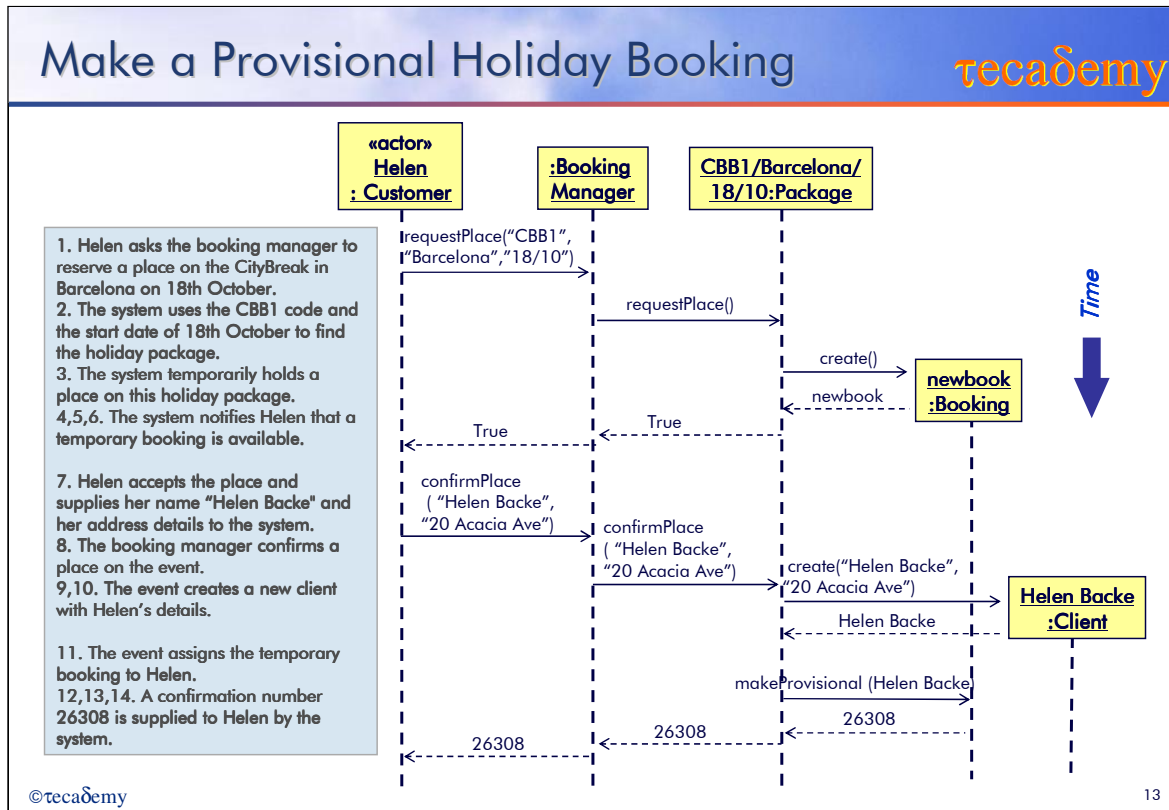 Make a Provisional Holiday Booking
τecaδemy
«actor»
Helen
: Customer
:Booking
Manager
CBB1/Barcelona/
18/10:Package
1. Helen asks the booking manager to
reserve a place on the CityBreak in
Barcelona on 18th October.
2. The system uses the CBB1 code and
the start date of 18th October to find
the holiday package.
3. The system temporarily holds a
place on this holiday package.
4,5,6. The system notifies Helen that a
temporary booking is available.
7. Helen accepts the place and
supplies her name “Helen Backe" and
her address details to the system.
8. The booking manager confirms a
place on the event.
9,10. The event creates a new client
with Helen’s details.
11. The event assigns the temporary
booking to Helen.
12,13,14. A confirmation number
26308 is supplied to Helen by the
system.
requestPlace(“CBB1”,
“Barcelona”,”18/10”)
requestPlace()
create()
newbook
:Booking
newbook
True
True
Time
confirmPlace
( “Helen Backe”,
“20 Acacia Ave”)
confirmPlace
( “Helen Backe”,
“20 Acacia Ave”)
create(“Helen Backe”,
“20 Acacia Ave”)
Helen Backe
:Client
Helen Backe
makeProvisional (Helen Backe)
26308
26308
26308
©τecaδemy
13